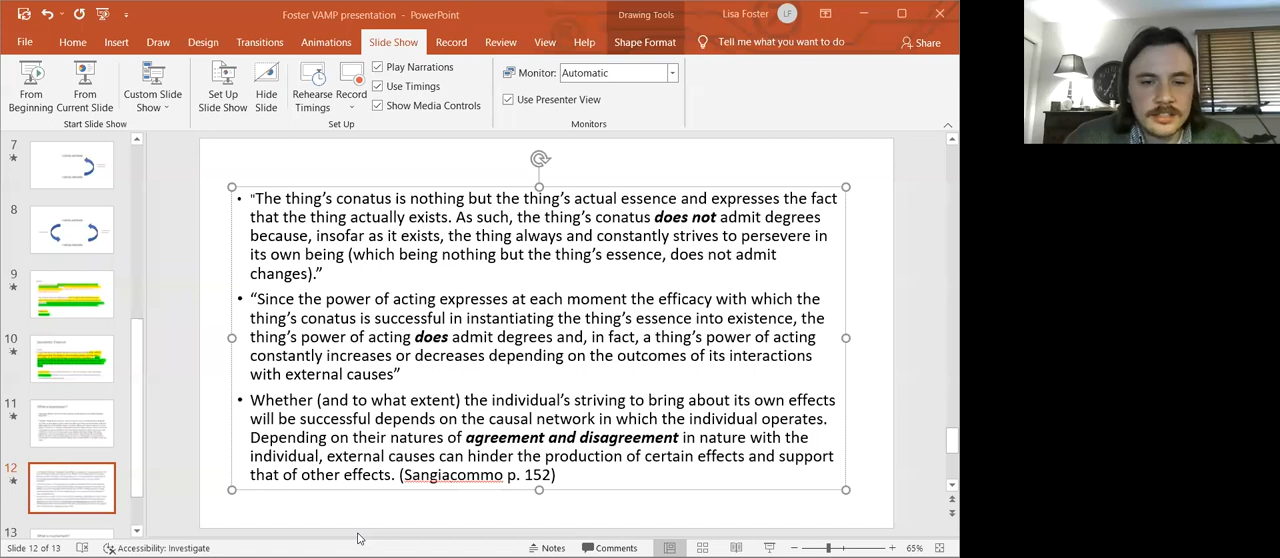 Foster VAMP presentation - PowerPoint
Drawing Tools
Lisa Foster
LF
File
Home
Insert
Draw
Design
Transitions
Animations
Slide Show
Record
Review
View
Help
Shape Format
Tell me what you want to do
Share
From Beginning
From Current Slide
Custom Slide Show
Set Up Slide Show
Hide Slide
Rehearse Timings
Record
Play Narrations
Use Timings
Show Media Controls
Monitor: Automatic
Use Presenter View
Start Slide Show
Set Up
Monitors
7
8
9
10
11
12
13
• "The thing's conatus is nothing but the thing's actual essence and expresses the fact
that the thing actually exists. As such, the thing's conatus does not admit degrees
because, insofar as it exists, the thing always and constantly strives to persevere in
its own being (which being nothing but the thing's essence, does not admit
changes).”
• “Since the power of acting expresses at each moment the efficacy with which the
thing's conatus is successful in instantiating the thing's essence into existence, the
thing's power of acting does admit degrees and, in fact, a thing's power of acting
constantly increases or decreases depending on the outcomes of its interactions
with external causes”
• Whether (and to what extent) the individual's striving to bring about its own effects
will be successful depends on the causal network in which the individual operates.
Depending on their natures of agreement and disagreement in nature with the
individual, external causes can hinder the production of certain effects and support
that of other effects. (Sangiacommo p. 152)
Slide 12 of 13
Accessibility: Investigate
Notes
Comments
65%